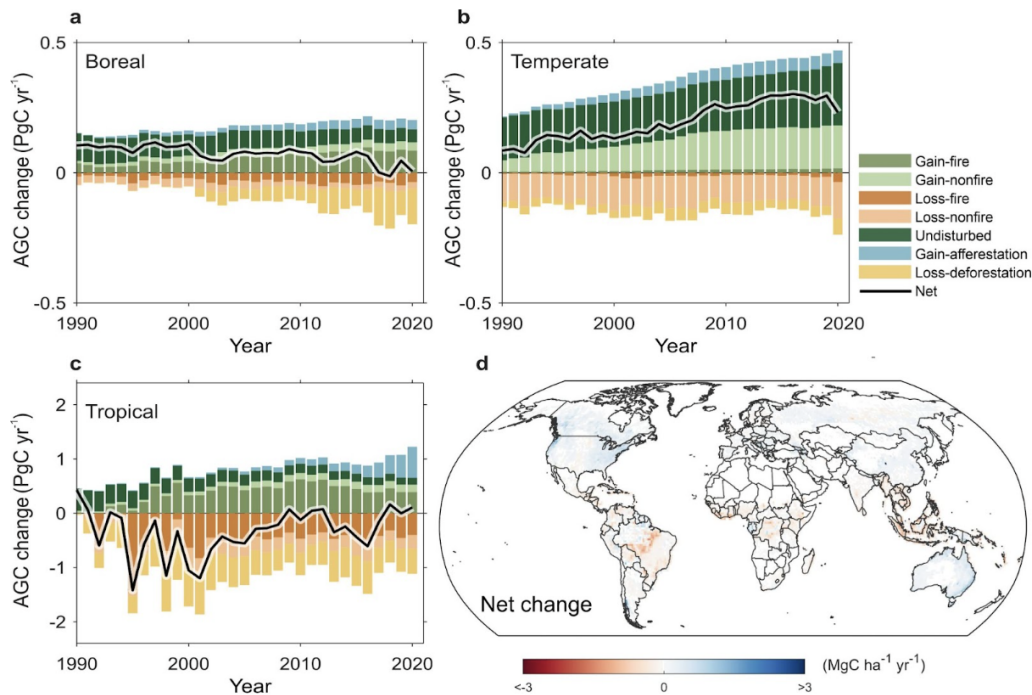 a
b
0.5
Boreal
0
-0.5
AGC change (PgC yr⁻¹)
1990
2000
2010
2020
Year
0.5
Temperate
0
-0.5
AGC change (PgC yr⁻¹)
1990
2000
2010
2020
Year
Gain-fire
Gain-nonfire
Loss-fire
Loss-nonfire
Undisturbed
Gain-afferestation
Loss-deforestation
Net
c
d
Tropical
2
1
0
-1
-2
AGC change (PgC yr⁻¹)
1990
2000
2010
2020
Year
Net change
(MgC ha⁻¹ yr⁻¹)
<-3
0
>3